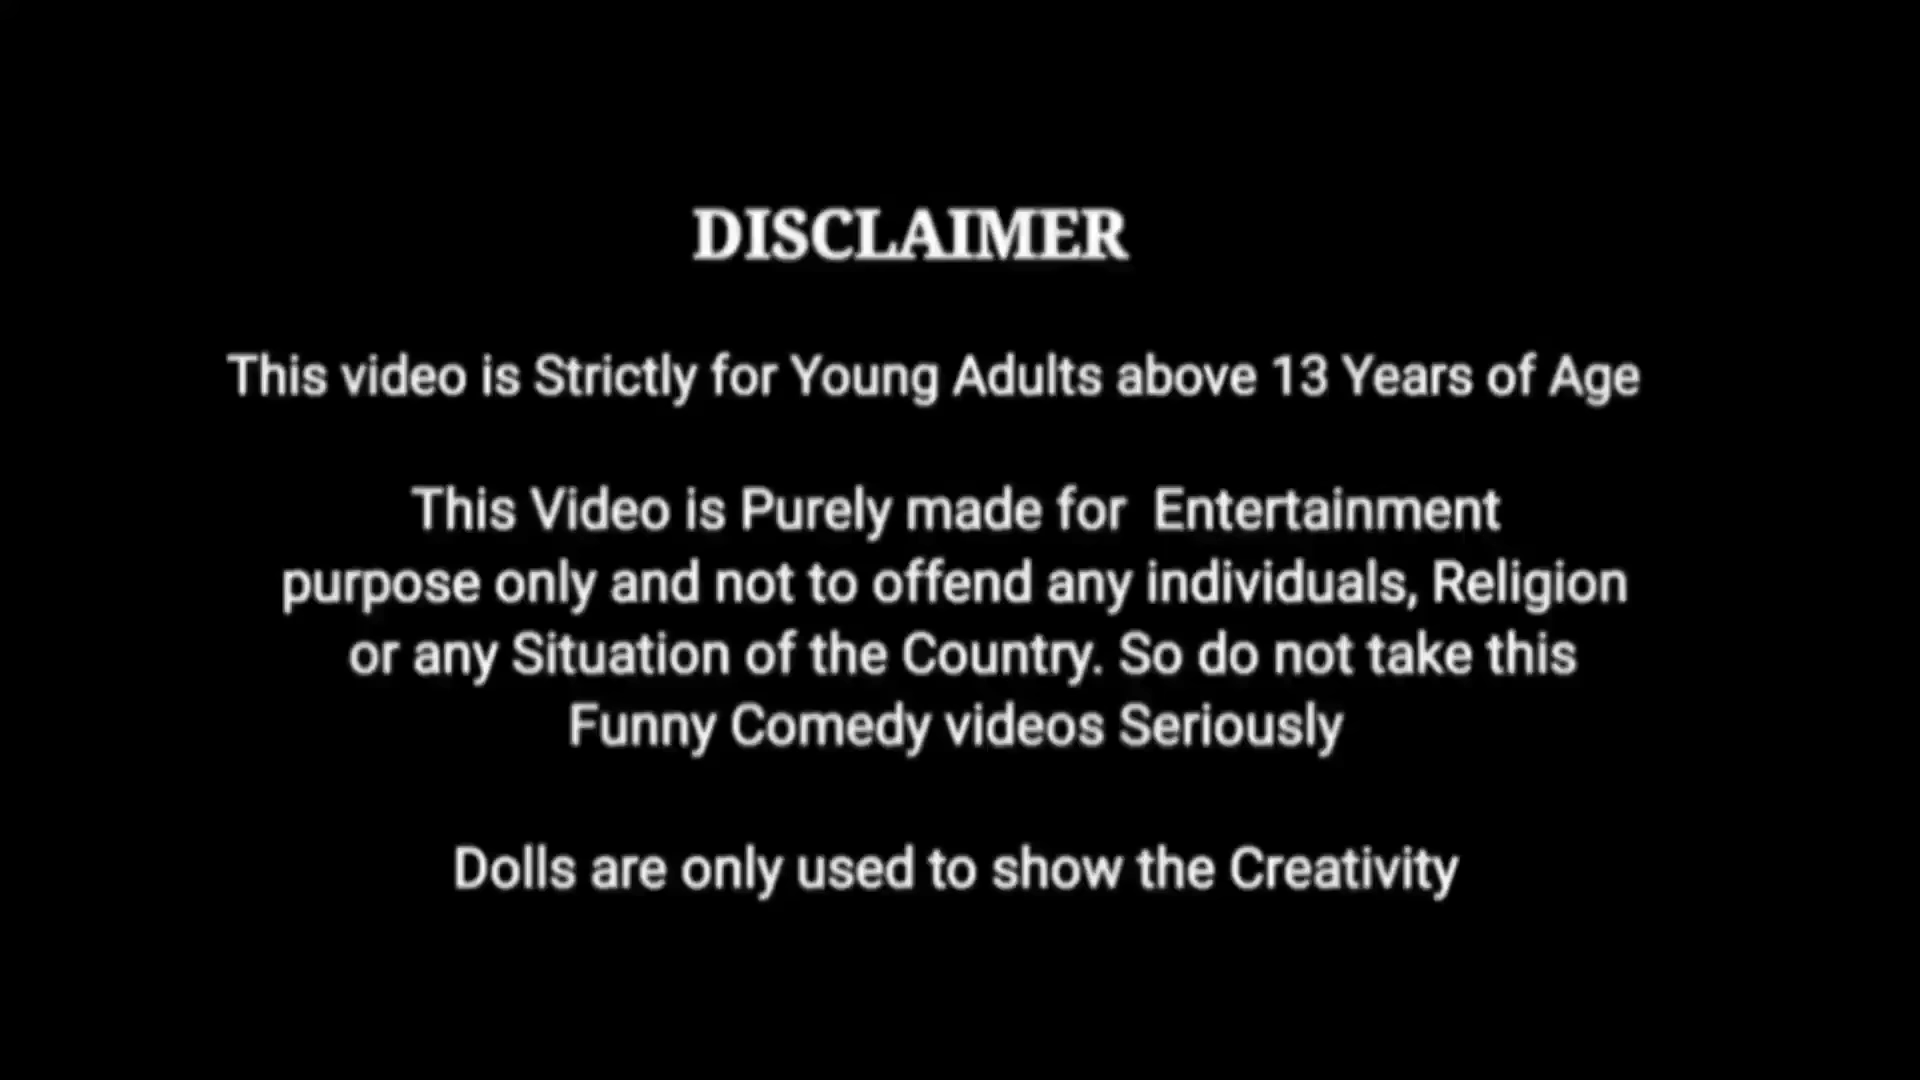 DISCLAIMER
This video is Strictly for Young Adults above 13 Years of Age
This Video is Purely made for  Entertainment
purpose only and not to offend any individuals, Religion
or any Situation of the Country. So do not take this
Funny Comedy videos Seriously
Dolls are only used to show the Creativity